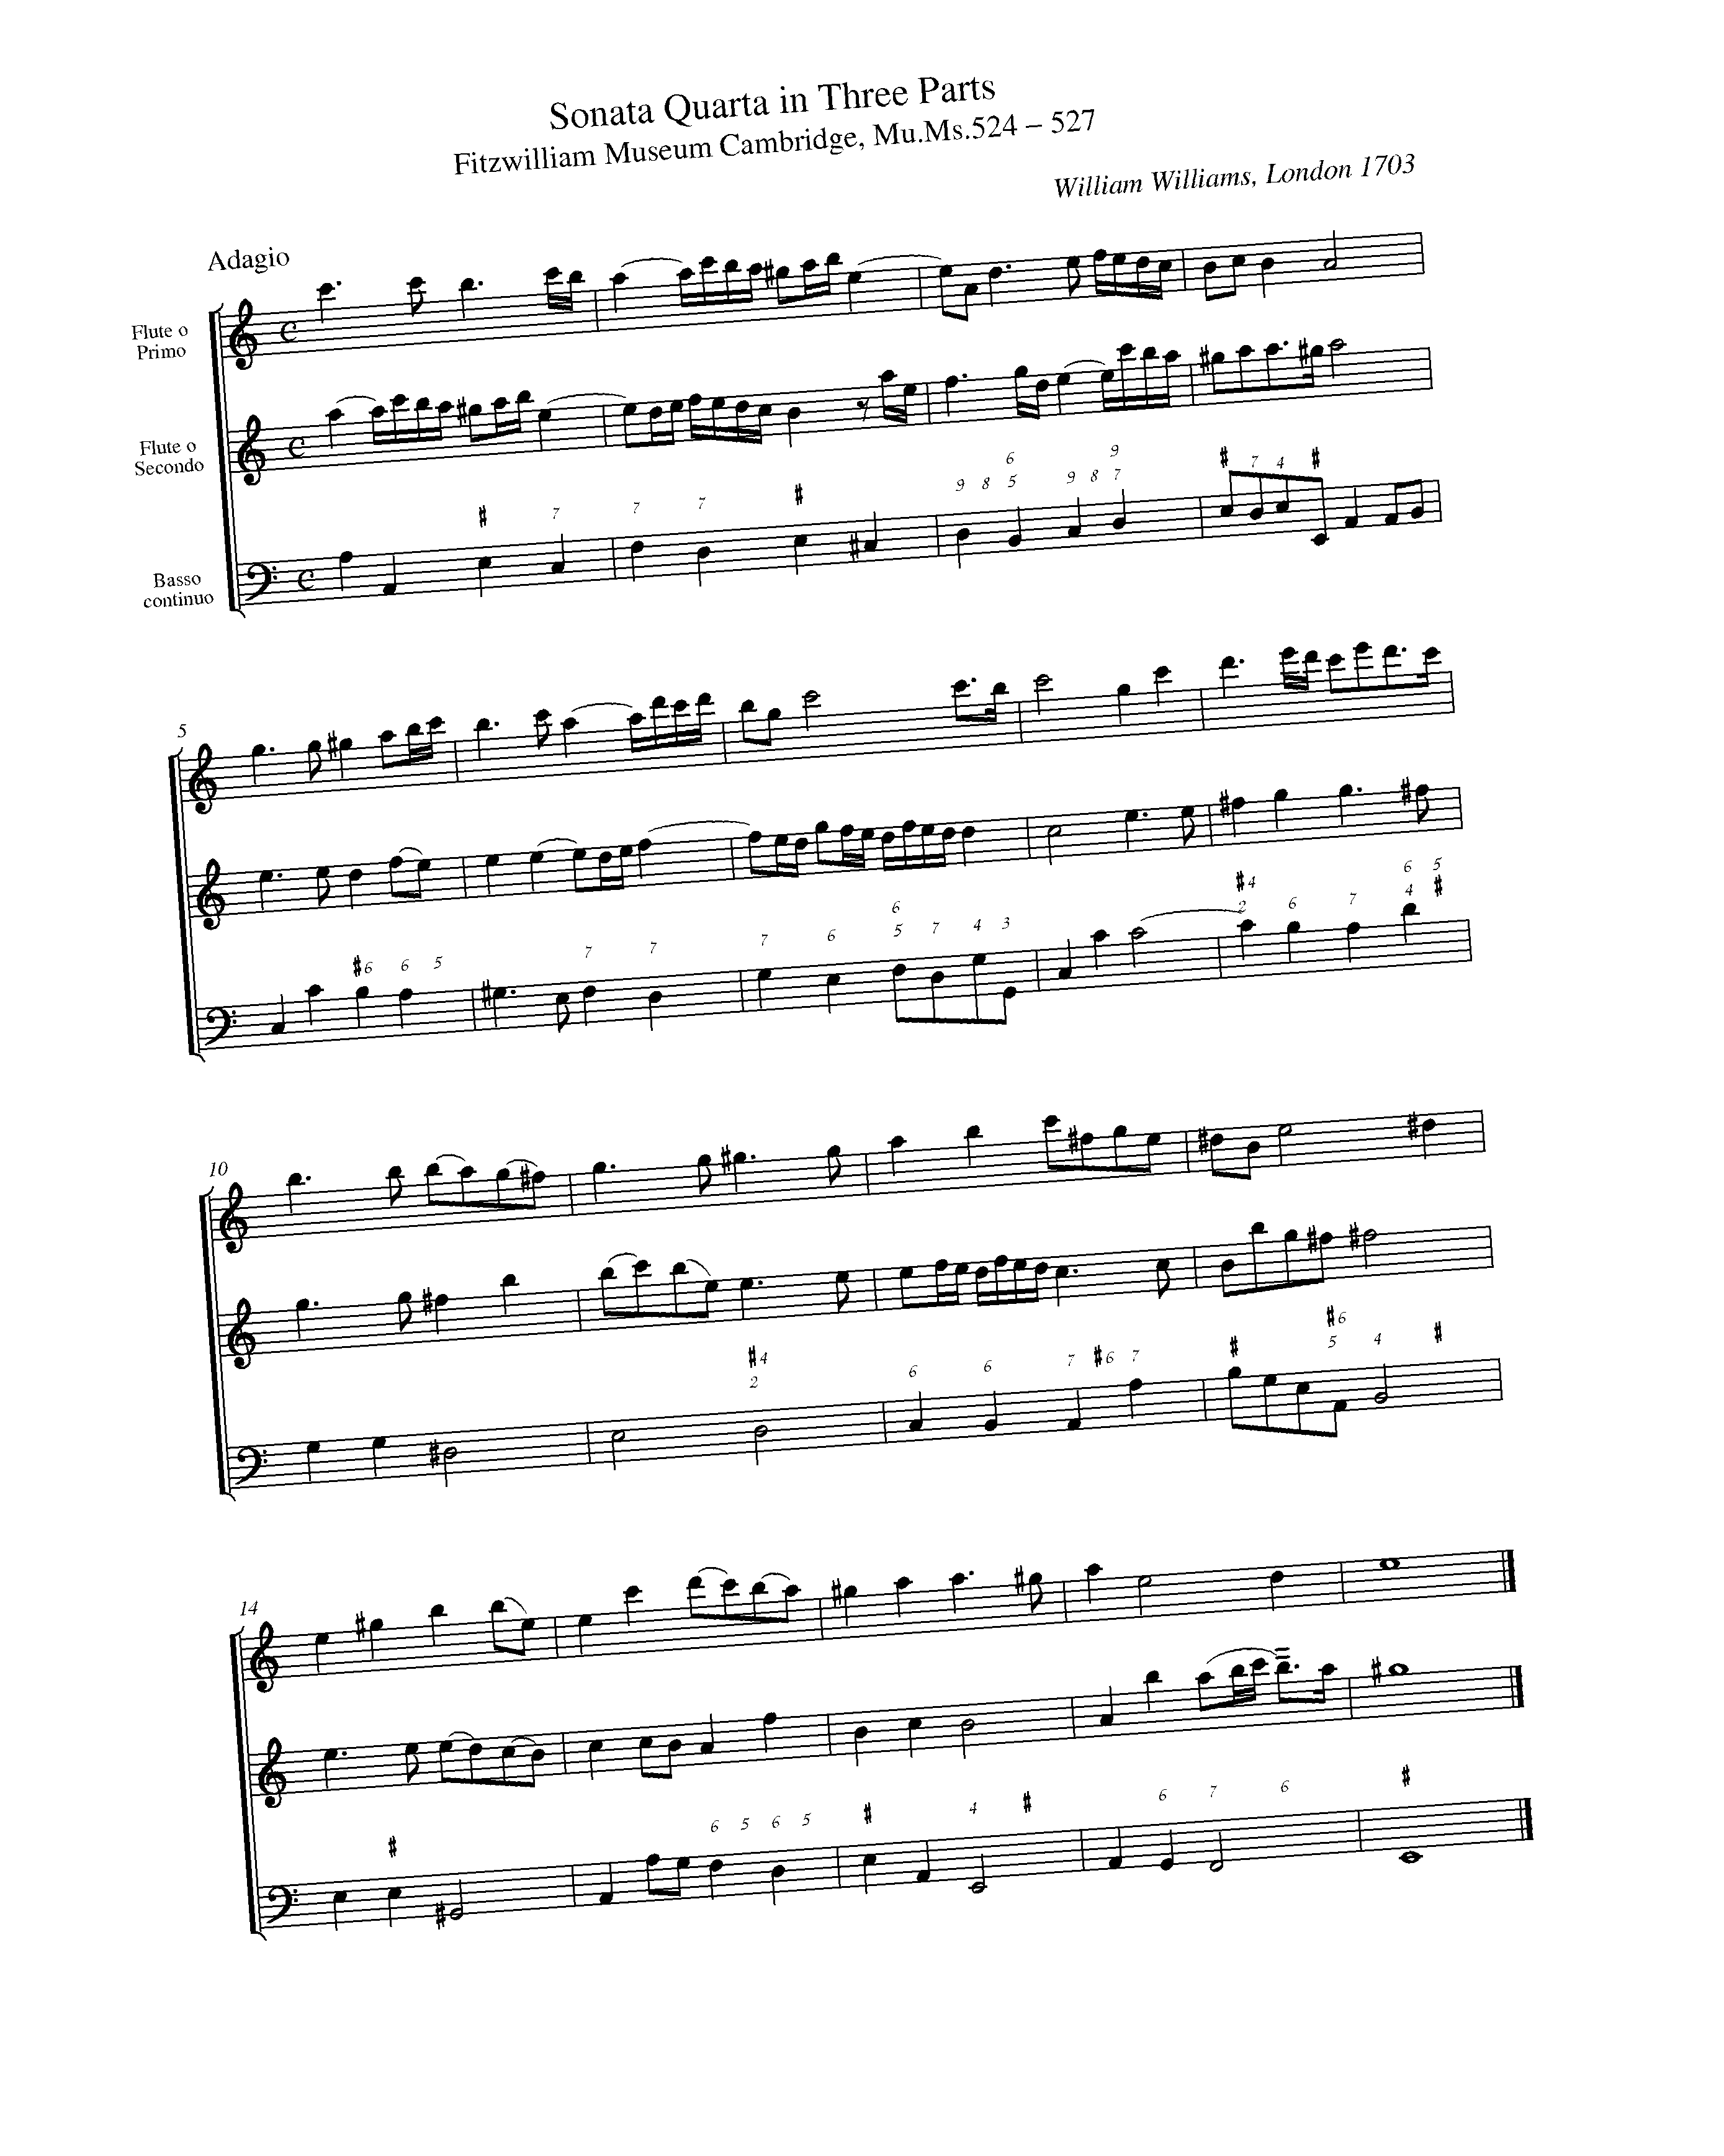 Sonata Quarta in Three Parts
Fitzwilliam Museum Cambridge, Mu.Ms.524 – 527
William Williams, London 1703
Adagio
Flute o
Primo
Flute o
Secondo
9 6 9
7 7 7 9 8 5 9 8 7 7 4
Basso
continuo
5
6 6 5
7 7 7 6 5 7 4 3 4 2 6 7 4
6 6 5
10
4 6
2 6 6 7 6 7 5 4
14
6 5 6 5 4 6 7 6